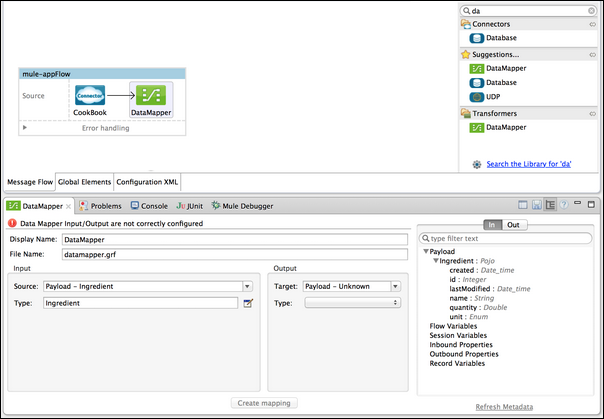 da
Connectors
Database
Suggestions...
DataMapper
Database
UDP
Transformers
DataMapper
Search the Library for 'da'
mule-appFlow
Source
Connector
CookBook
DataMapper
Error handling
Message Flow Global Elements Configuration XML
DataMapper Problems Console JUnit Mule Debugger
Data Mapper Input/Output are not correctly configured
Display Name: DataMapper
File Name: datamapper.grf
Input
Source: Payload - Ingredient
Type: Ingredient
Output
Target: Payload - Unknown
Type:
Create mapping
In Out
type filter text
Payload
Ingredient : Pojo
created : Date_time
id : Integer
lastModified : Date_time
name : String
quantity : Double
unit : Enum
Flow Variables
Session Variables
Inbound Properties
Outbound Properties
Record Variables
Refresh Metadata